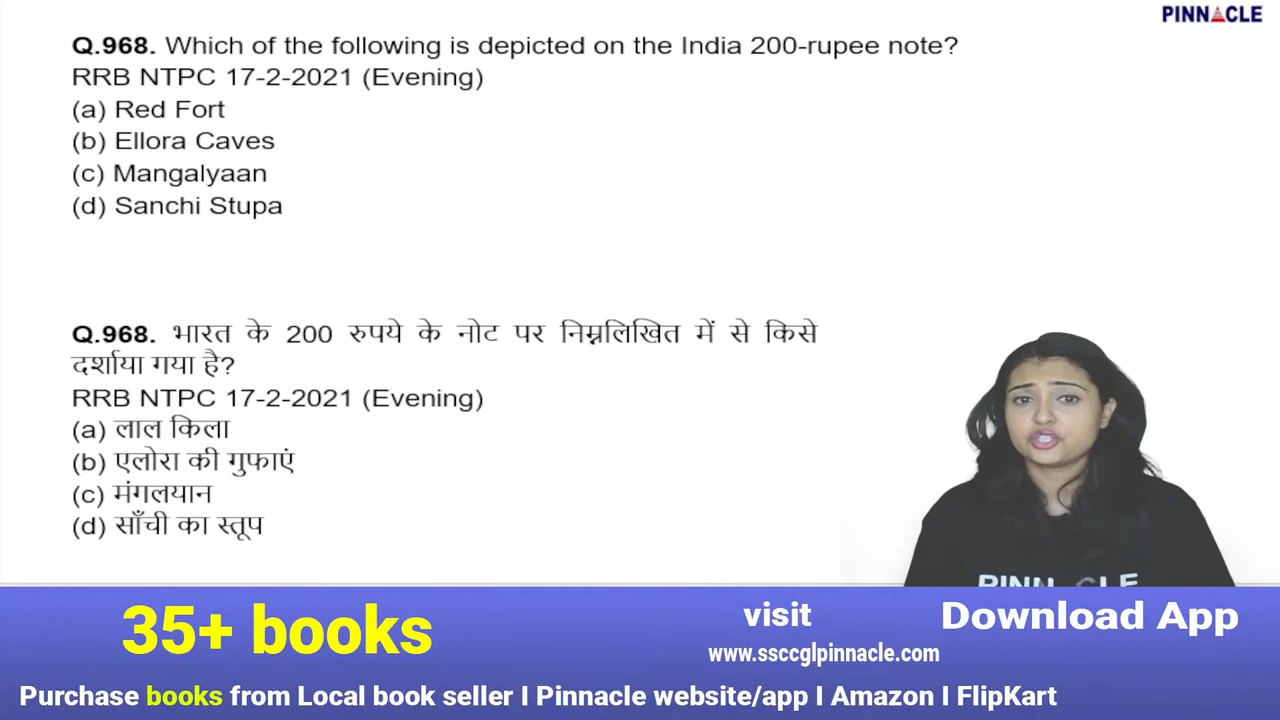 PINNACLE
Q.968. Which of the following is depicted on the India 200-rupee note?
RRB NTPC 17-2-2021 (Evening)
(a) Red Fort
(b) Ellora Caves
(c) Mangalyaan
(d) Sanchi Stupa
Q.968. भारत के 200 रुपये के नोट पर निम्नलिखित में से किसे
दर्शाया गया है?
RRB NTPC 17-2-2021 (Evening)
(a) लाल किला
(b) एलोरा की गुफाएं
(c) मंगलयान
(d) साँची का स्तूप
PINNACLE
35+ books
visit
www.ssccglpinnacle.com
Download App
Purchase books from Local book seller I Pinnacle website/app I Amazon I FlipKart